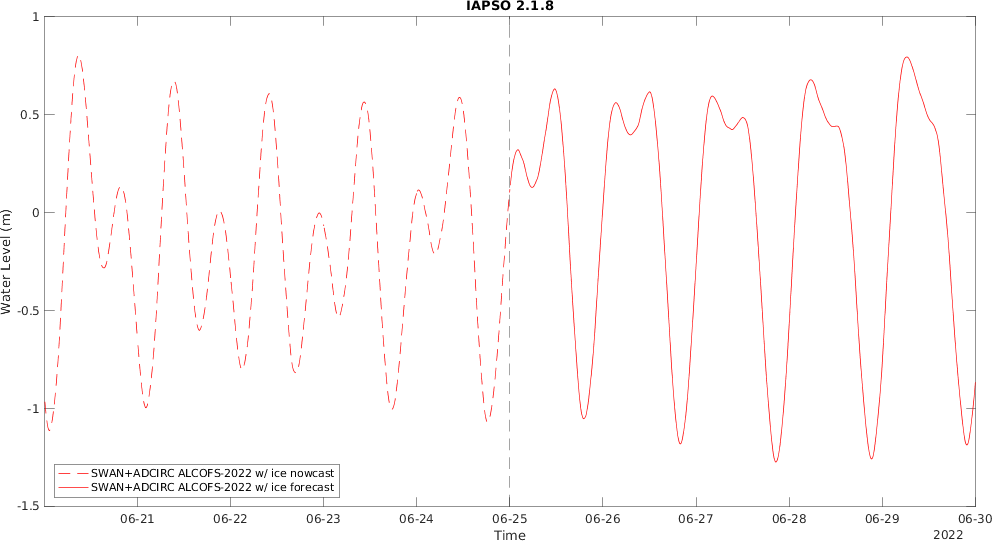 IAPSO 2.1.8
1
0.5
0
-0.5
-1
-1.5
Water Level (m)
SWAN+ADCIRC ALCOFS-2022 w/ ice nowcast
SWAN+ADCIRC ALCOFS-2022 w/ ice forecast
06-21 06-22 06-23 06-24 06-25 06-26 06-27 06-28 06-29 06-30
Time
2022